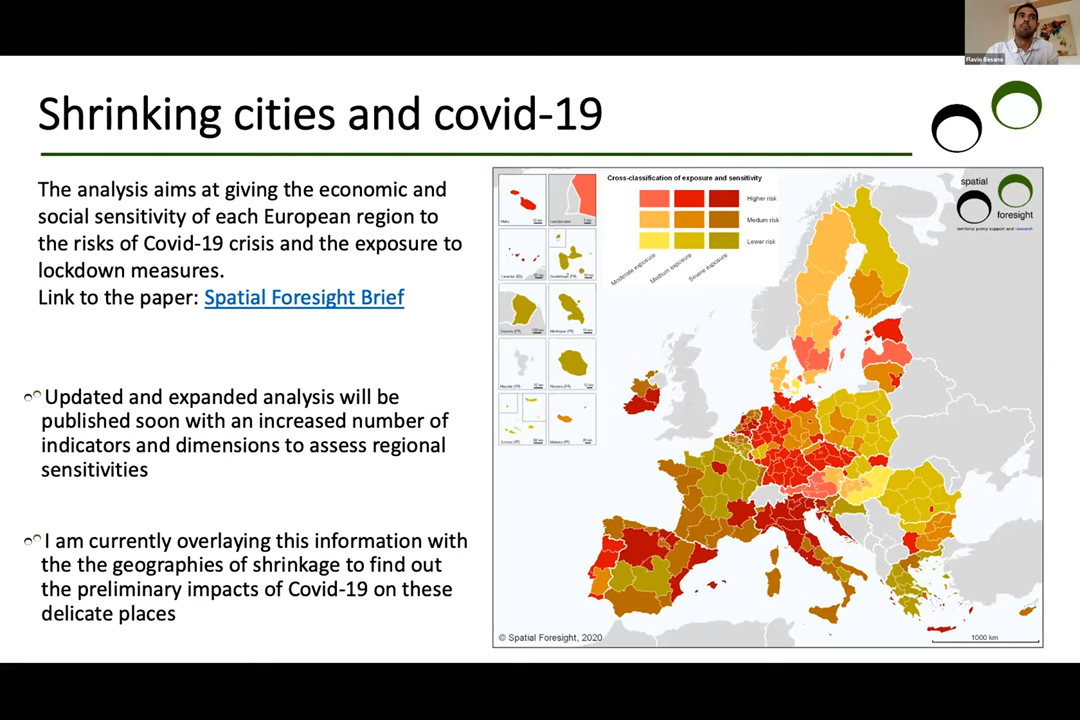 Flavio Besana
Shrinking cities and covid-19
The analysis aims at giving the economic and
social sensitivity of each European region to
the risks of Covid-19 crisis and the exposure to
lockdown measures.
Link to the paper: Spatial Foresight Brief
Updated and expanded analysis will be
published soon with an increased number of
indicators and dimensions to assess regional
sensitivities
I am currently overlaying this information with
the the geographies of shrinkage to find out
the preliminary impacts of Covid-19 on these
delicate places
Cross-classification of exposure and sensitivity
Higher risk
Medium risk
Lower risk
Moderate exposure
Medium exposure
Severe exposure
spatial
foresight
territorial policy support and research
Malta
Liechtenstein
Canarias (ES)
Guadeloupe (FR)
Guyane (FR)
Martinique (FR)
Mayotte (FR)
Réunion (FR)
Açores (PT)
Madeira (PT)
© Spatial Foresight, 2020
1000 km